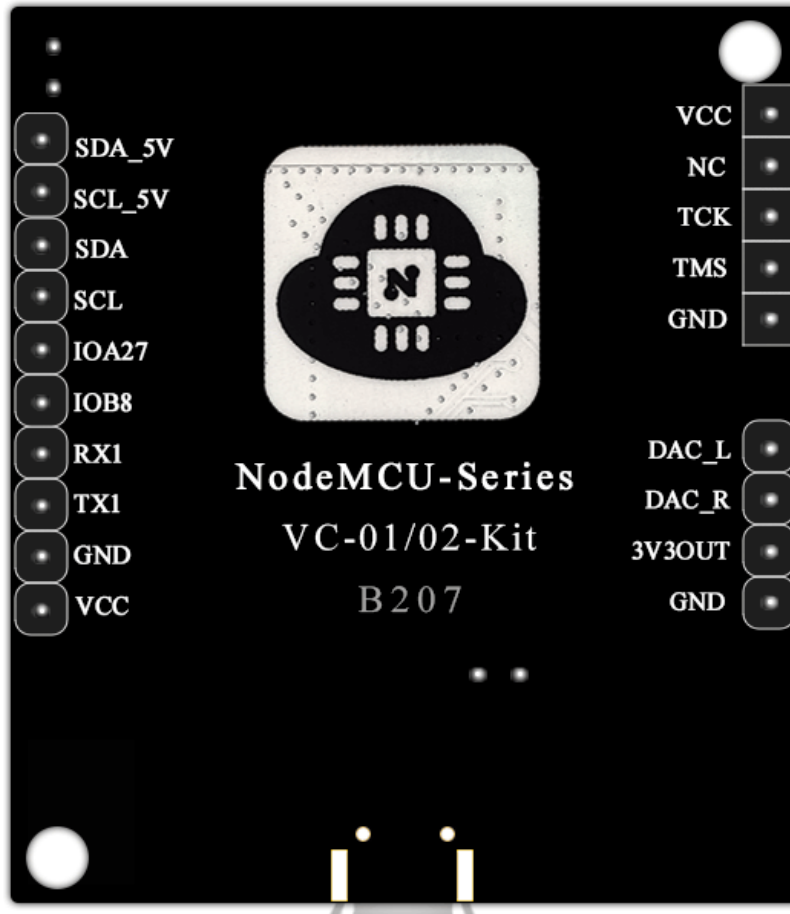 SDA_5V
SCL_5V
SDA
SCL
IOA27
IOB8
RX1
TX1
GND
VCC
N
NodeMCU-Series
VC-01/02-Kit
B207
VCC
NC
TCK
TMS
GND
DAC_L
DAC_R
3V3OUT
GND